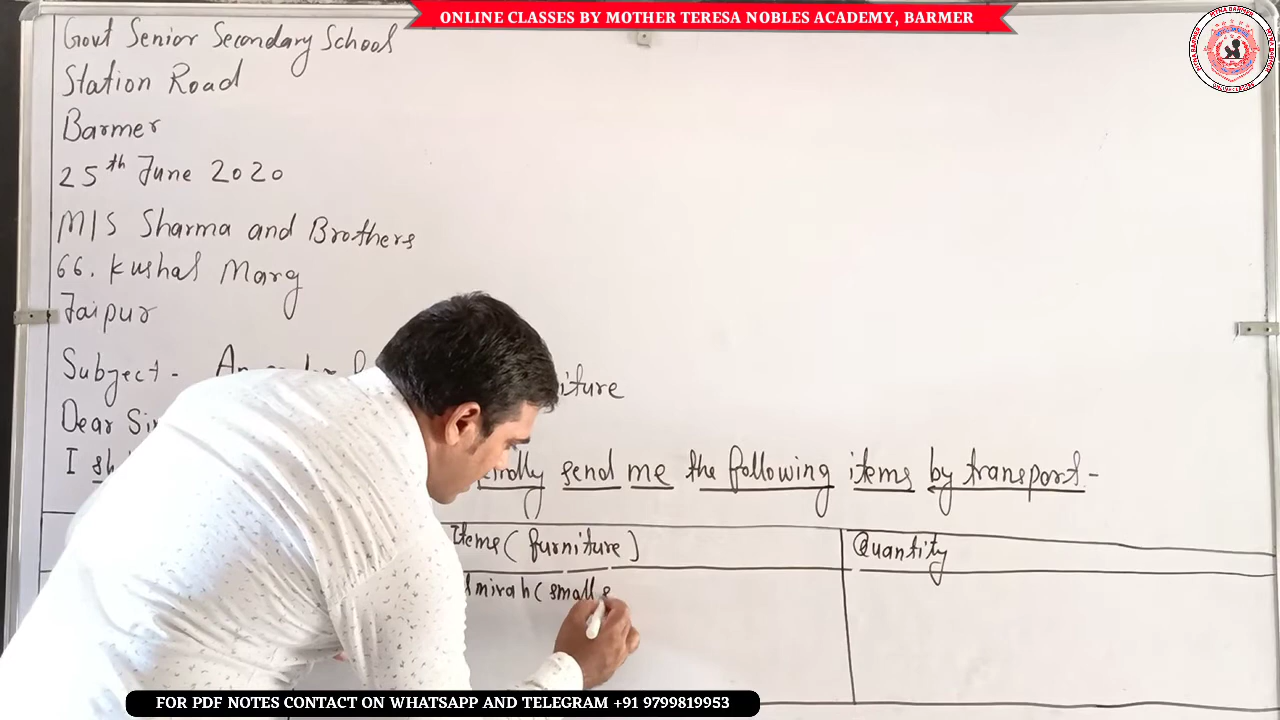 ONLINE CLASSES BY MOTHER TERESA NOBLES ACADEMY, BARMER
Govt Senior Secondary School
Station Road
Barmer
25th June 2020
M/S Sharma and Brothers
66. Kushal Marg
Jaipur
Subject - An
Dear Sir
I send me the following items by transport-
Items (furniture) Quantity
(small s
FOR PDF NOTES CONTACT ON WHATSAPP AND TELEGRAM +91 9799819953